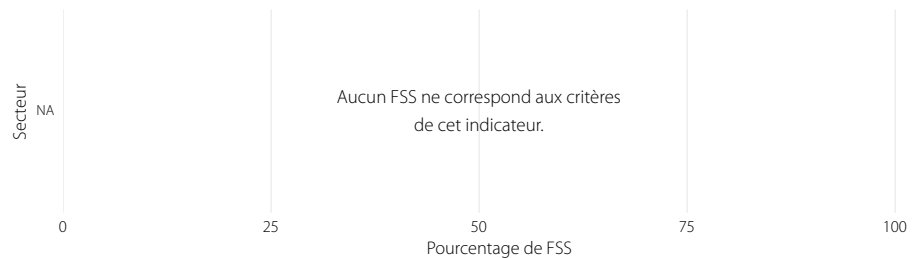 Secteur
NA
Aucun FSS ne correspond aux critères
de cet indicateur.
0
25
50
75
100
Pourcentage de FSS